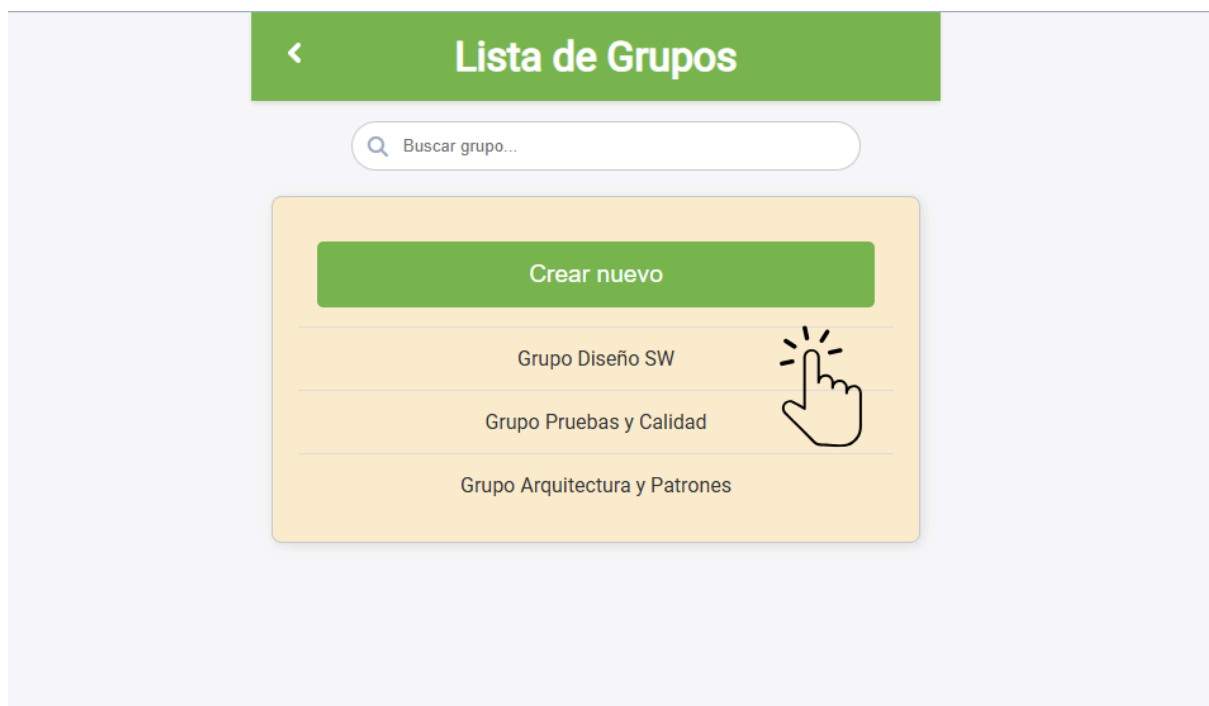 Lista de Grupos
Buscar grupo...
Crear nuevo
Grupo Diseño SW
Grupo Pruebas y Calidad
Grupo Arquitectura y Patrones